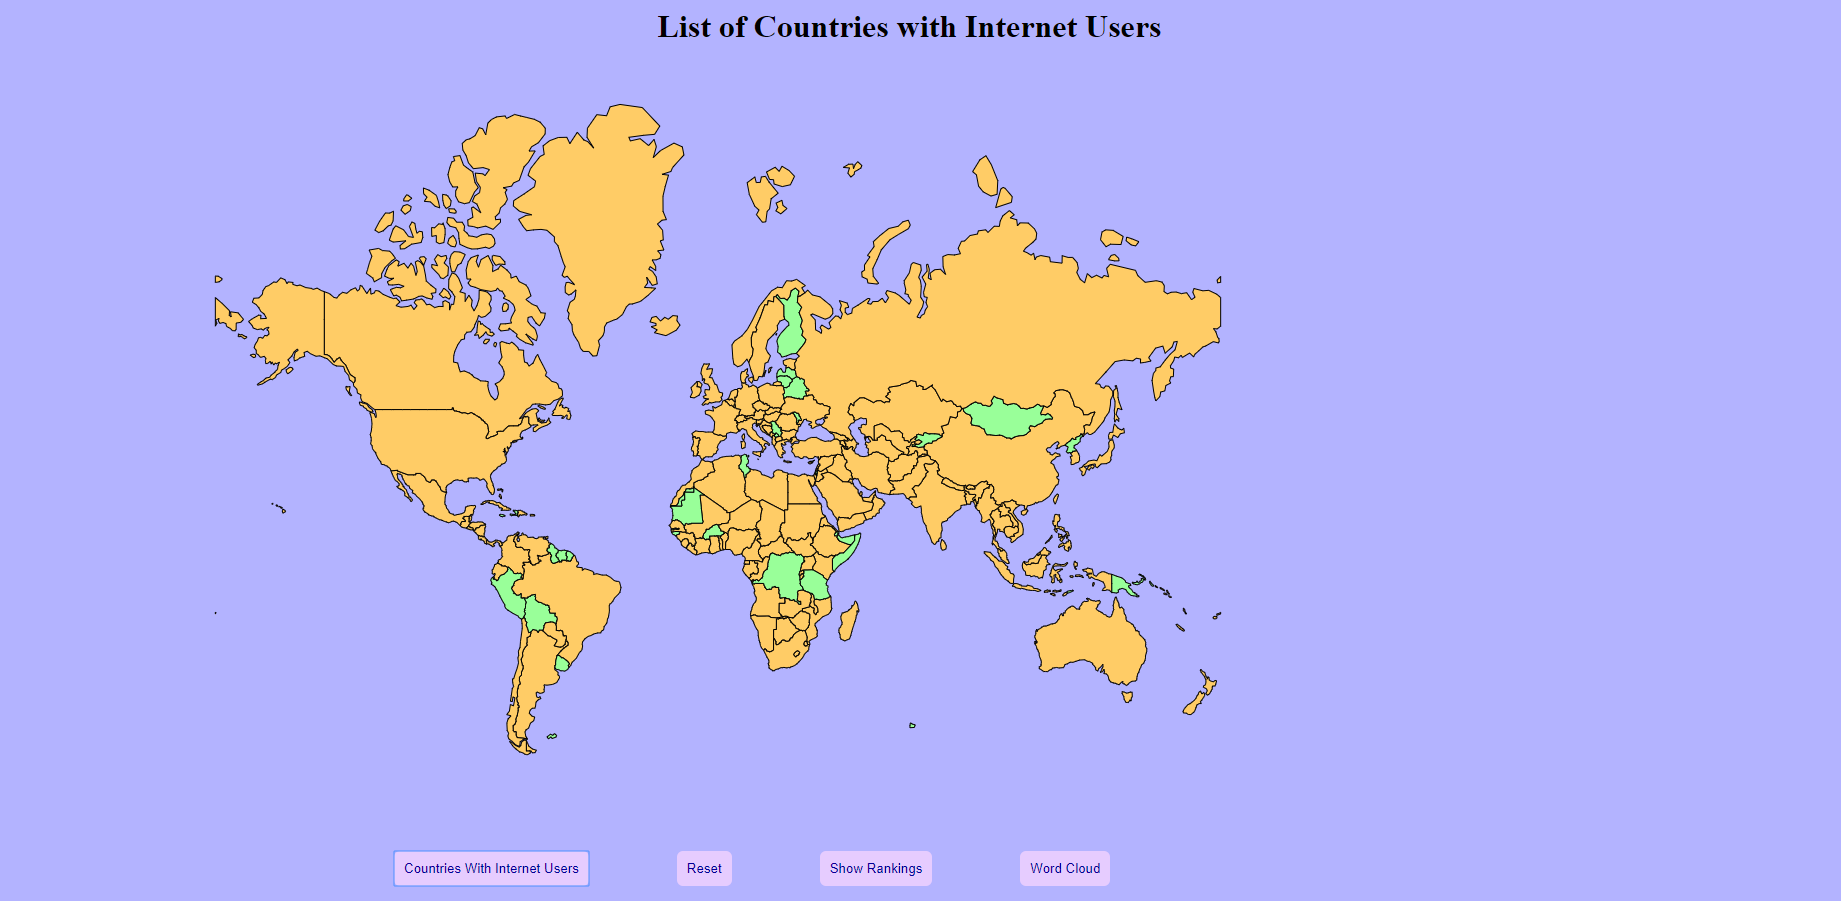 List of Countries with Internet Users
Countries With Internet Users
Reset
Show Rankings
Word Cloud